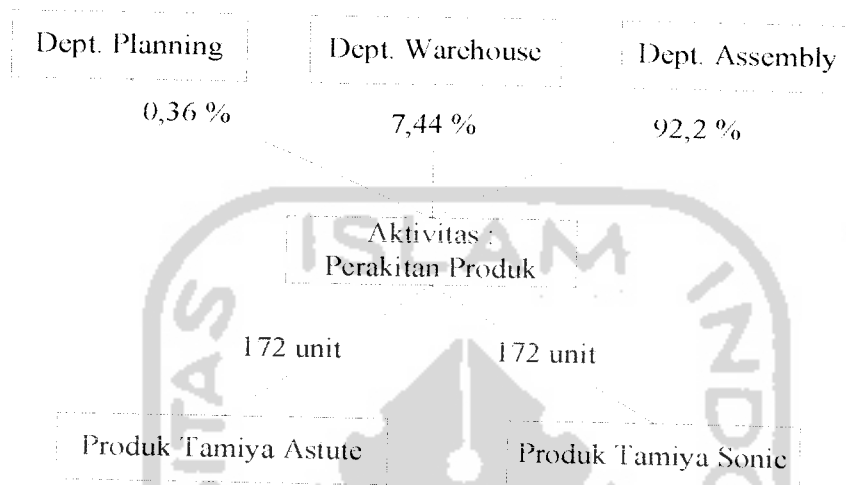 Dept. Planning
Dept. Warehouse
Dept. Assembly
0,36 %
7,44 %
92,2 %
ISLAM
Aktivitas :
Perakitan Produk
172 unit
172 unit
Produk Tamiya Astute
Produk Tamiya Sonic